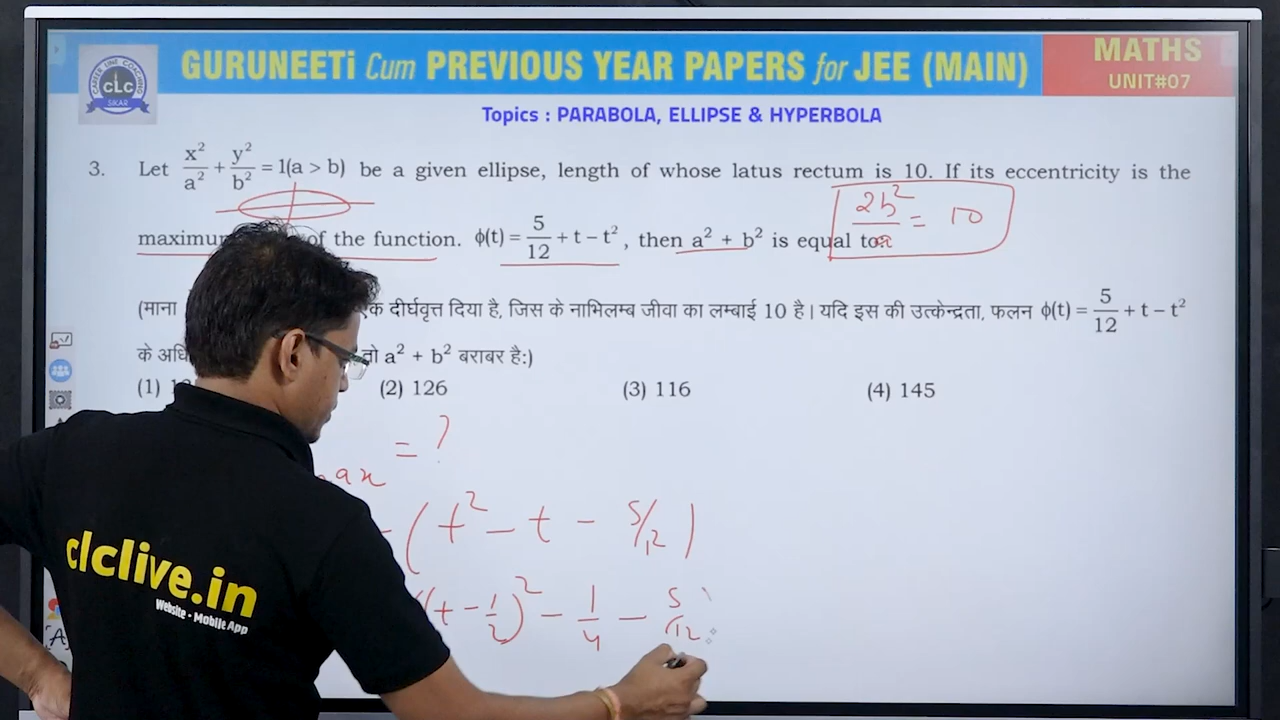 GURUNEETi Cum PREVIOUS YEAR PAPERS for JEE (MAIN)
MATHS
UNIT#07
CLC
SIKAR
Topics : PARABOLA, ELLIPSE & HYPERBOLA
3. Let x²/a² + y²/b² = 1(a > b) be a given ellipse, length of whose latus rectum is 10. If its eccentricity is the
of the function. ϕ(t) = 5/12 + t – t², then a² + b² is equal to
2b²/a = 10
(माना दीर्घवृत्त दिया है, जिस के नाभिलम्ब जीवा का लम्बाई 10 है। यदि इस की उत्केन्द्रता, फलन ϕ(t) = 5/12 + t – t²
के तो a² + b² बराबर है:)
(1) (2) 126 (3) 116 (4) 145
= ?
(t² – t – 5/12)
(t – 1/2)² – 1/4 – 5/12
clclive.in
Website - Mobile App